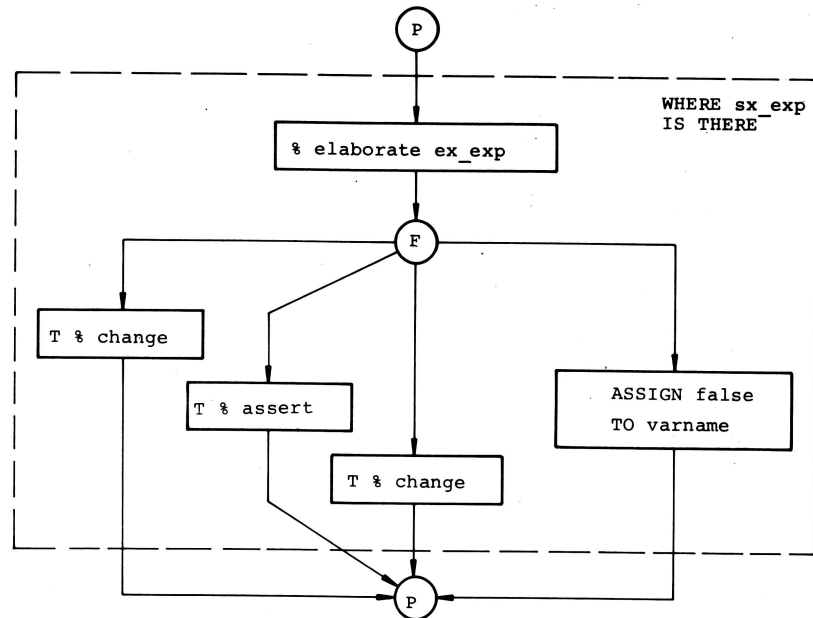 P
WHERE sx_exp
IS THERE
% elaborate ex_exp
F
T % change
T % assert
ASSIGN false
TO varname
T % change
P